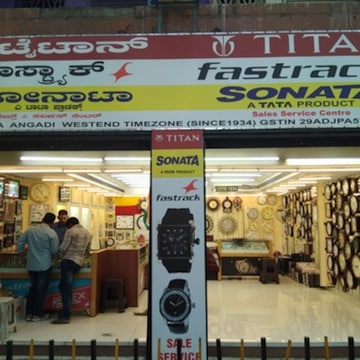 ಟೈಟಾನ್ TITAN
ಫಾಸ್ಟ್ರ್ಯಾಕ್ fastrack
ಸೋನಾಟಾ SONATA
ಎ ಟಾಟಾ ಪ್ರಾಡಕ್ಟ್ A TATA PRODUCT
Sales Service Centre
ANGADI WESTEND TIMEZONE (SINCE1934) GSTIN 29ADJPA5
TITAN
SONATA
A TATA PRODUCT
fastrack
SALE
SERVICE